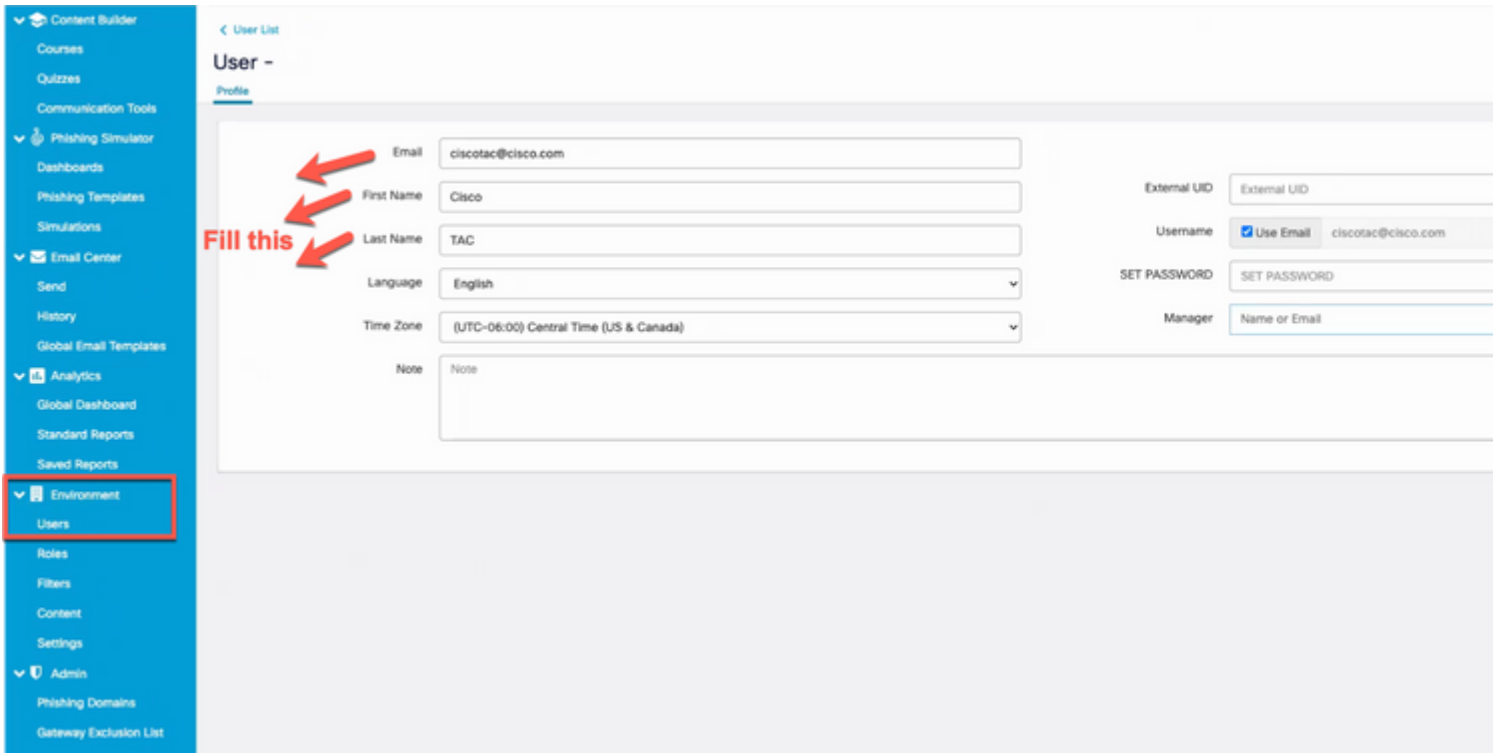 Content Builder
Courses
Quizzes
Communication Tools
Phishing Simulator
Dashboards
Phishing Templates
Simulations
Email Center
Send
History
Global Email Templates
Analytics
Global Dashboard
Standard Reports
Saved Reports
Environment
Users
Roles
Filters
Content
Settings
Admin
Phishing Domains
Gateway Exclusion List
User List
User -
Profile
Email ciscotac@cisco.com
First Name Cisco
Fill this
Last Name TAC
Language English
Time Zone (UTC-06:00) Central Time (US & Canada)
Note Note
External UID External UID
Username Use Email ciscotac@cisco.com
SET PASSWORD SET PASSWORD
Manager Name or Email